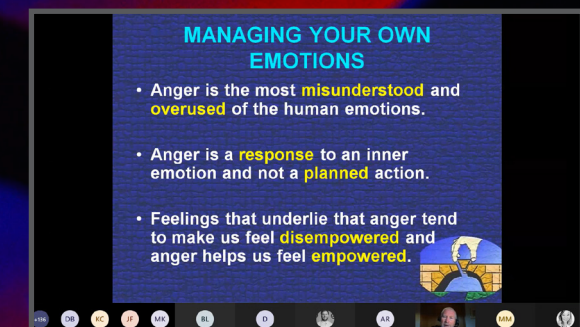 MANAGING YOUR OWN
EMOTIONS
• Anger is the most misunderstood and
overused of the human emotions.
• Anger is a response to an inner
emotion and not a planned action.
• Feelings that underlie that anger tend
to make us feel disempowered and
anger helps us feel empowered.
+136 DB KC JF MK BL D AR MM